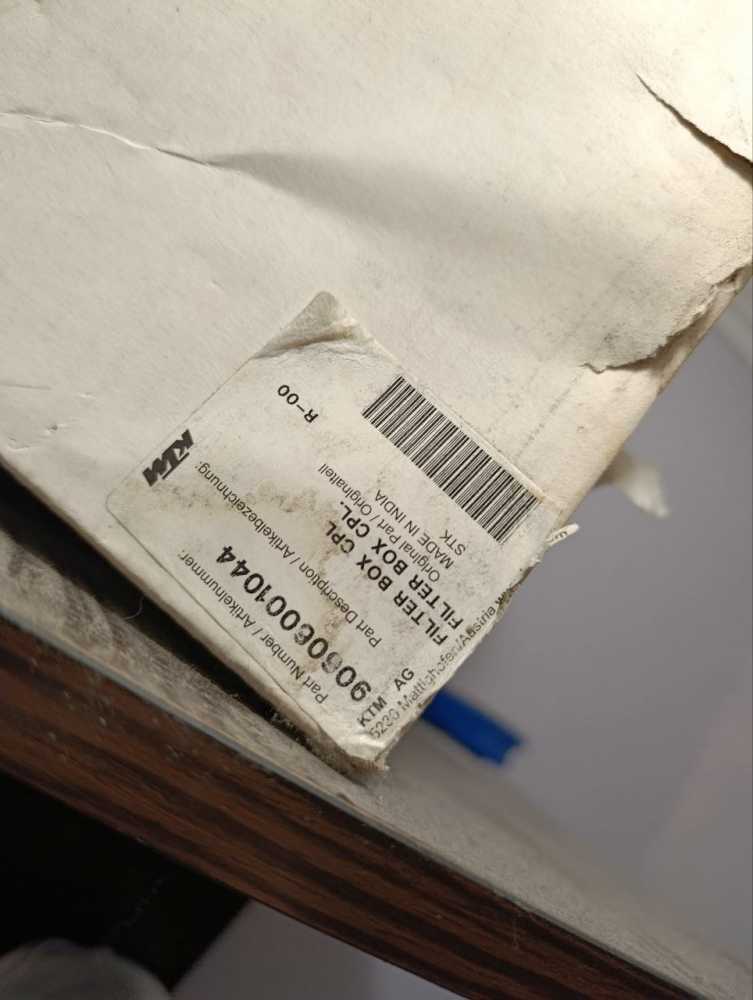 KTM
R-00
Part Number / Artikelnummer:
90606001044
Part Description / Artikelbezeichnung:
FILTER BOX CPL
FILTER BOX CPL.
Original Part / Originalteil
MADE IN INDIA
STK
KTM AG
5230 Mattighofen/Austria